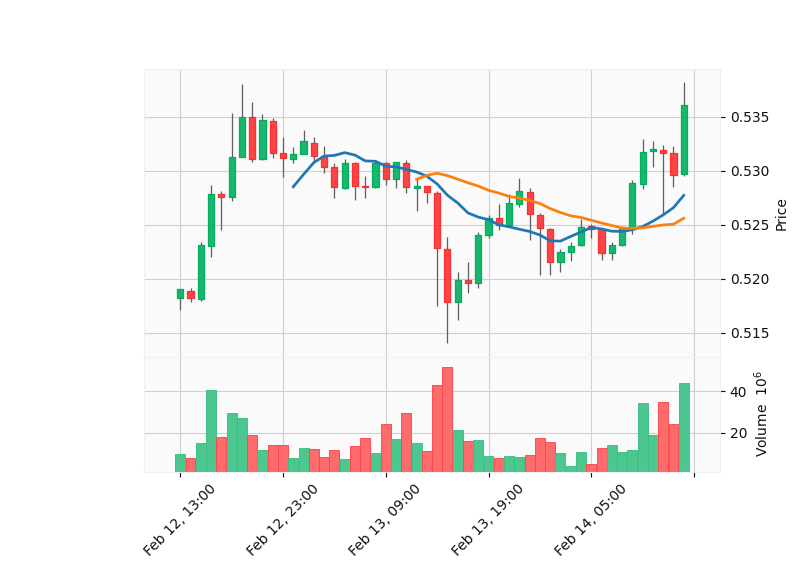 0.535
0.530
0.525
0.520
0.515
Price
40
20
Volume 10^6
Feb 12, 13:00
Feb 12, 23:00
Feb 13, 09:00
Feb 13, 19:00
Feb 14, 05:00